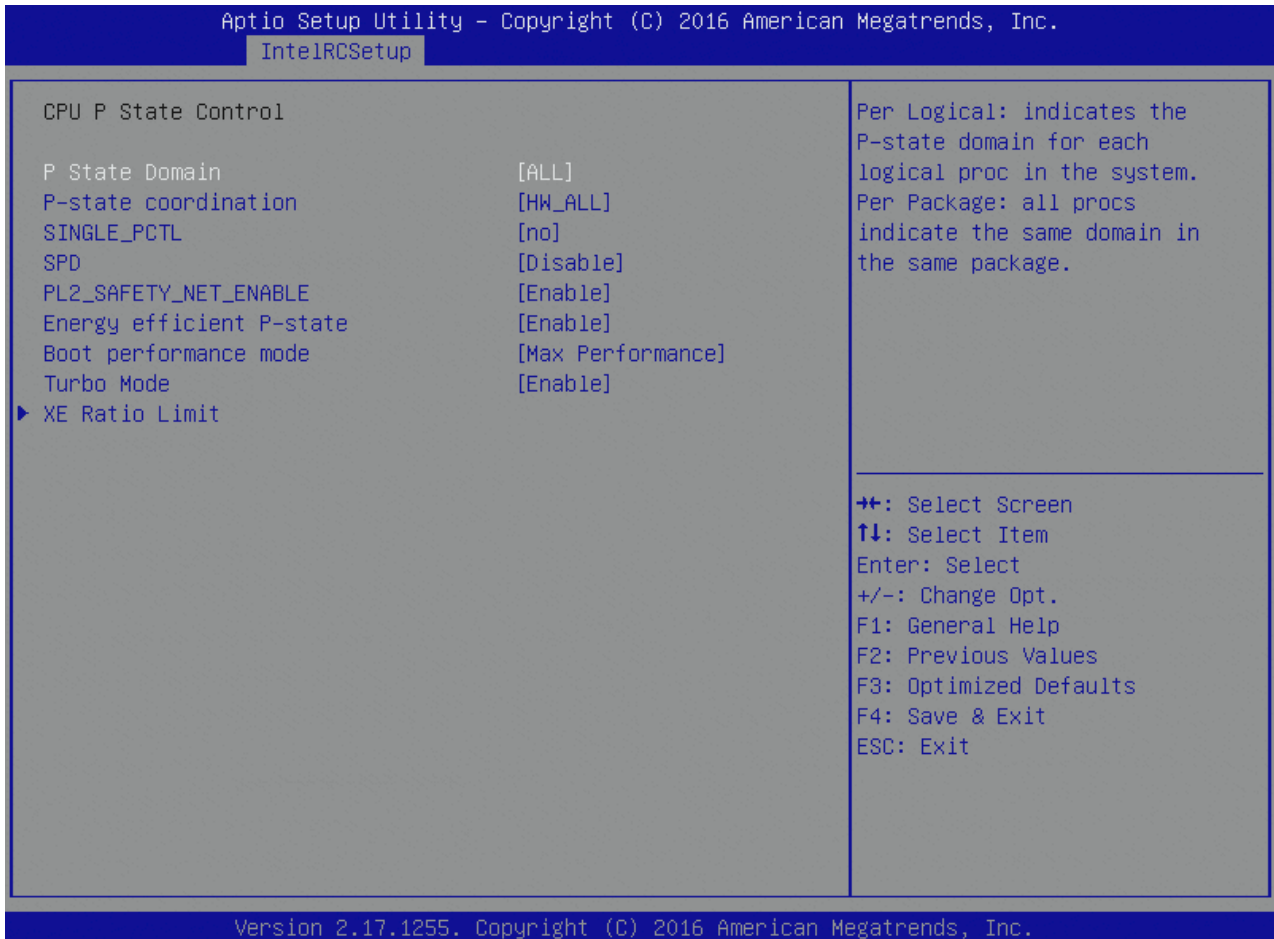 Aptio Setup Utility – Copyright (C) 2016 American Megatrends, Inc.
IntelRCSetup
CPU P State Control
P State Domain [ALL]
P-state coordination [HW_ALL]
SINGLE_PCTL [no]
SPD [Disable]
PL2_SAFETY_NET_ENABLE [Enable]
Energy efficient P-state [Enable]
Boot performance mode [Max Performance]
Turbo Mode [Enable]
XE Ratio Limit
Per Logical: indicates the
P-state domain for each
logical proc in the system.
Per Package: all procs
indicate the same domain in
the same package.
→←: Select Screen
↑↓: Select Item
Enter: Select
+/-: Change Opt.
F1: General Help
F2: Previous Values
F3: Optimized Defaults
F4: Save & Exit
ESC: Exit
Version 2.17.1255. Copyright (C) 2016 American Megatrends, Inc.